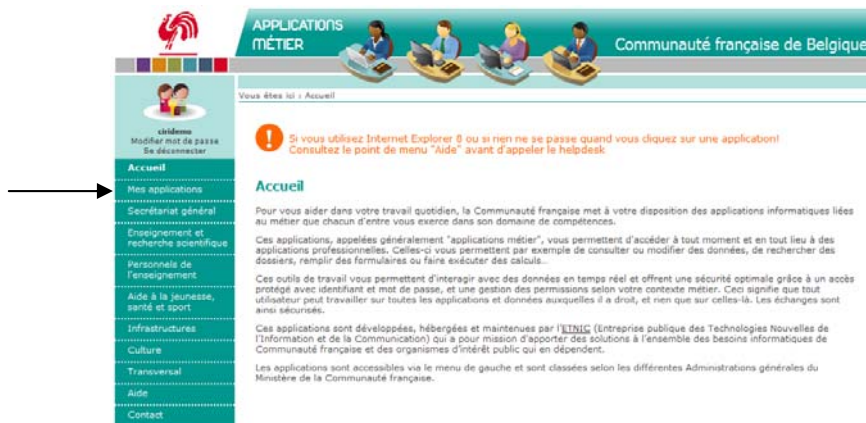 APPLICATIONS
MÉTIER
Communauté française de Belgique
Vous êtes ici : Accueil
ciridemo
Modifier mot de passe
Se déconnecter
Accueil
Mes applications
Secrétariat général
Enseignement et
recherche scientifique
Personnels de
l'enseignement
Aide à la jeunesse,
santé et sport
Infrastructures
Culture
Transversal
Aide
Contact
Si vous utilisez Internet Explorer 8 ou si rien ne se passe quand vous cliquez sur une application!
Consultez le point de menu "Aide" avant d'appeler le helpdesk
Accueil
Pour vous aider dans votre travail quotidien, la Communauté française met à votre disposition des applications informatiques liées
au métier que chacun d'entre vous exerce dans son domaine de compétences.
Ces applications, appelées généralement "applications métier", vous permettent d'accéder à tout moment et en tout lieu à des
applications professionnelles. Celles-ci vous permettent par exemple de consulter ou modifier des données, de rechercher des
dossiers, remplir des formulaires ou faire exécuter des calculs...
Ces outils de travail vous permettent d'interagir avec des données en temps réel et offrent une sécurité optimale grâce à un accès
protégé avec identifiant et mot de passe, et une gestion des permissions selon votre contexte métier. Ceci signifie que tout
utilisateur peut travailler sur toutes les applications et données auxquelles il a droit, et rien que sur celles-là. Les échanges sont
ainsi sécurisés.
Ces applications sont développées, hébergées et maintenues par l'ETNIC (Entreprise publique des Technologies Nouvelles de
l'Information et de la Communication) qui a pour mission d'apporter des solutions à l'ensemble des besoins informatiques de
Communauté française et des organismes d'intérêt public qui en dépendent.
Les applications sont accessibles via le menu de gauche et sont classées selon les différentes Administrations générales du
Ministère de la Communauté française.